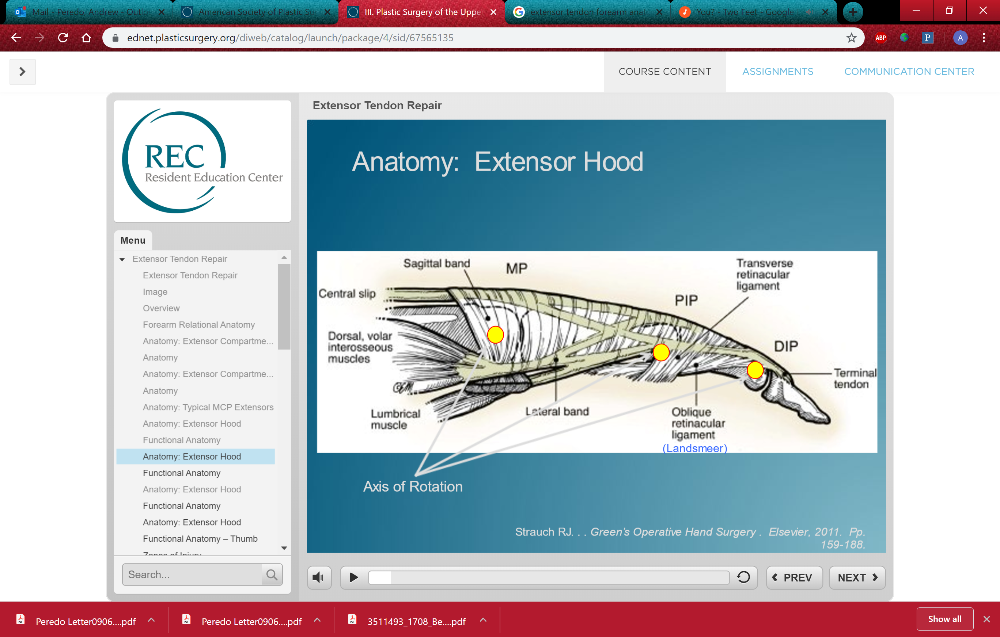 Mail - Peredo, Andrew - Outlo
American Society of Plastic Su
III. Plastic Surgery of the Upper
extensor tendon forearm anat
You? - Two Feet - Google
ednet.plasticsurgery.org/diweb/catalog/launch/package/4/sid/67565135
ABP
P
A
COURSE CONTENT
ASSIGNMENTS
COMMUNICATION CENTER
REC
Resident Education Center
Menu
Extensor Tendon Repair
Extensor Tendon Repair
Image
Overview
Forearm Relational Anatomy
Anatomy: Extensor Compartme...
Anatomy
Anatomy: Extensor Compartme...
Anatomy
Anatomy: Typical MCP Extensors
Anatomy: Extensor Hood
Functional Anatomy
Anatomy: Extensor Hood
Functional Anatomy
Anatomy: Extensor Hood
Functional Anatomy
Anatomy: Extensor Hood
Functional Anatomy – Thumb
Zones of Injury
Search...
Extensor Tendon Repair
Anatomy: Extensor Hood
Sagittal band
MP
Transverse
retinacular
ligament
Central slip
PIP
Dorsal, volar
interosseous
muscles
DIP
Terminal
tendon
Lumbrical
muscle
Lateral band
Oblique
retinacular
ligament
(Landsmeer)
Axis of Rotation
Strauch RJ. . . Green's Operative Hand Surgery . Elsevier, 2011. Pp.
159-188.
PREV
NEXT
Peredo Letter0906....pdf
Peredo Letter0906....pdf
3511493_1708_Be....pdf
Show all